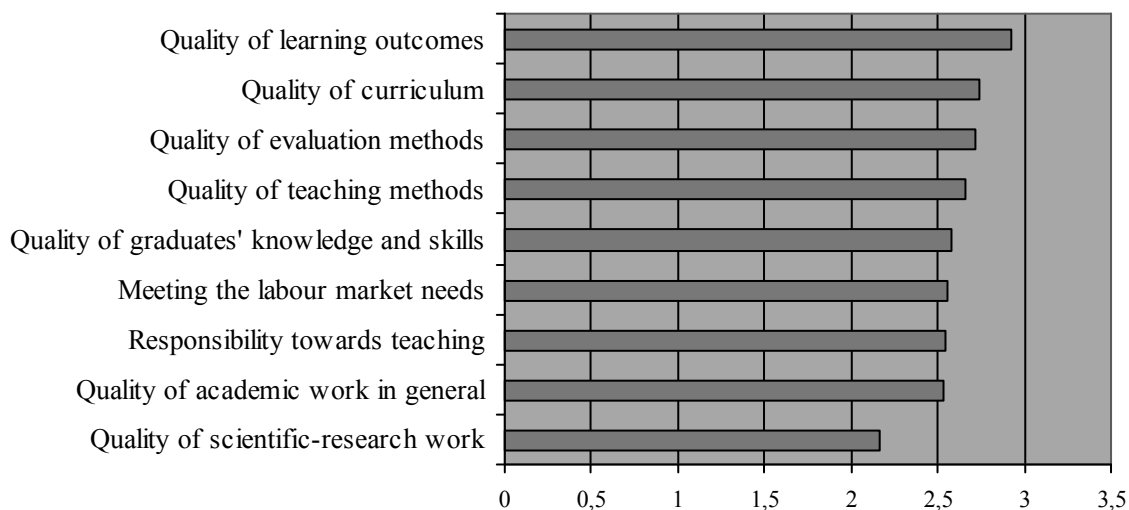 Quality of learning outcomes
Quality of curriculum
Quality of evaluation methods
Quality of teaching methods
Quality of graduates' knowledge and skills
Meeting the labour market needs
Responsibility towards teaching
Quality of academic work in general
Quality of scientific-research work
0 0,5 1 1,5 2 2,5 3 3,5